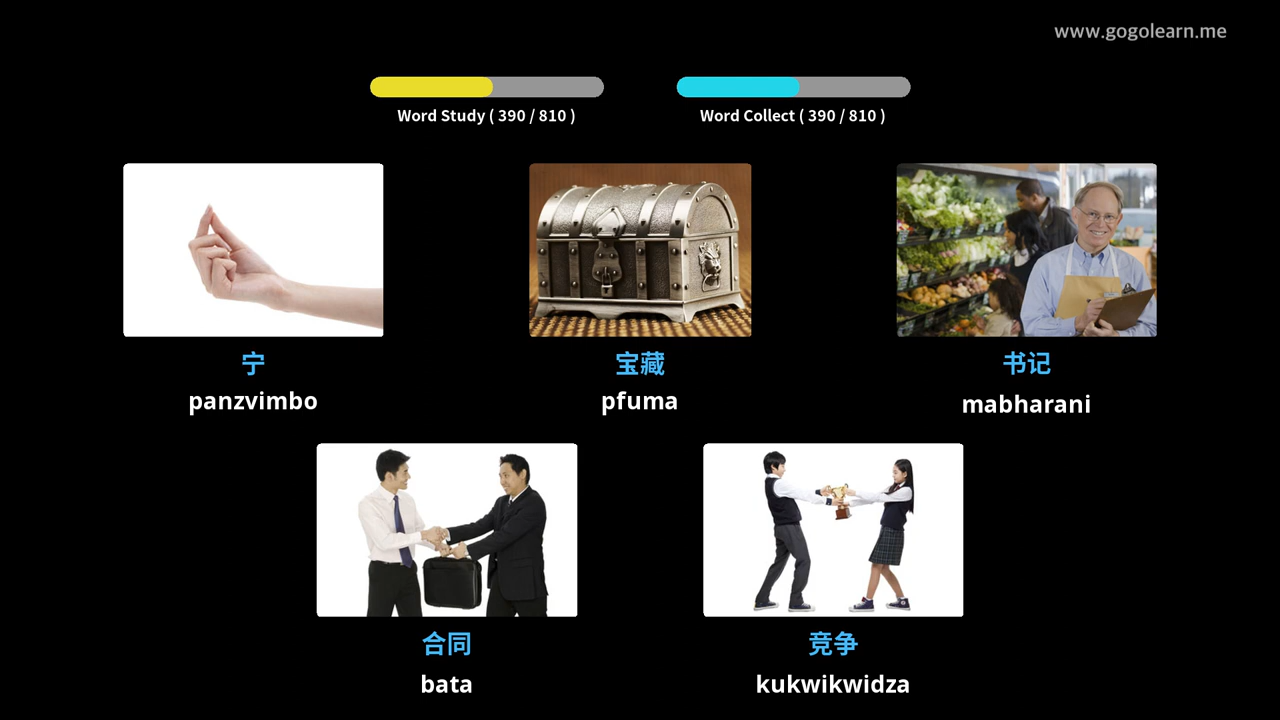 www.gogolearn.me
Word Study ( 390 / 810 )
Word Collect ( 390 / 810 )
宁
panzvimbo
宝藏
pfuma
书记
mabharani
合同
bata
竞争
kukwikwidza